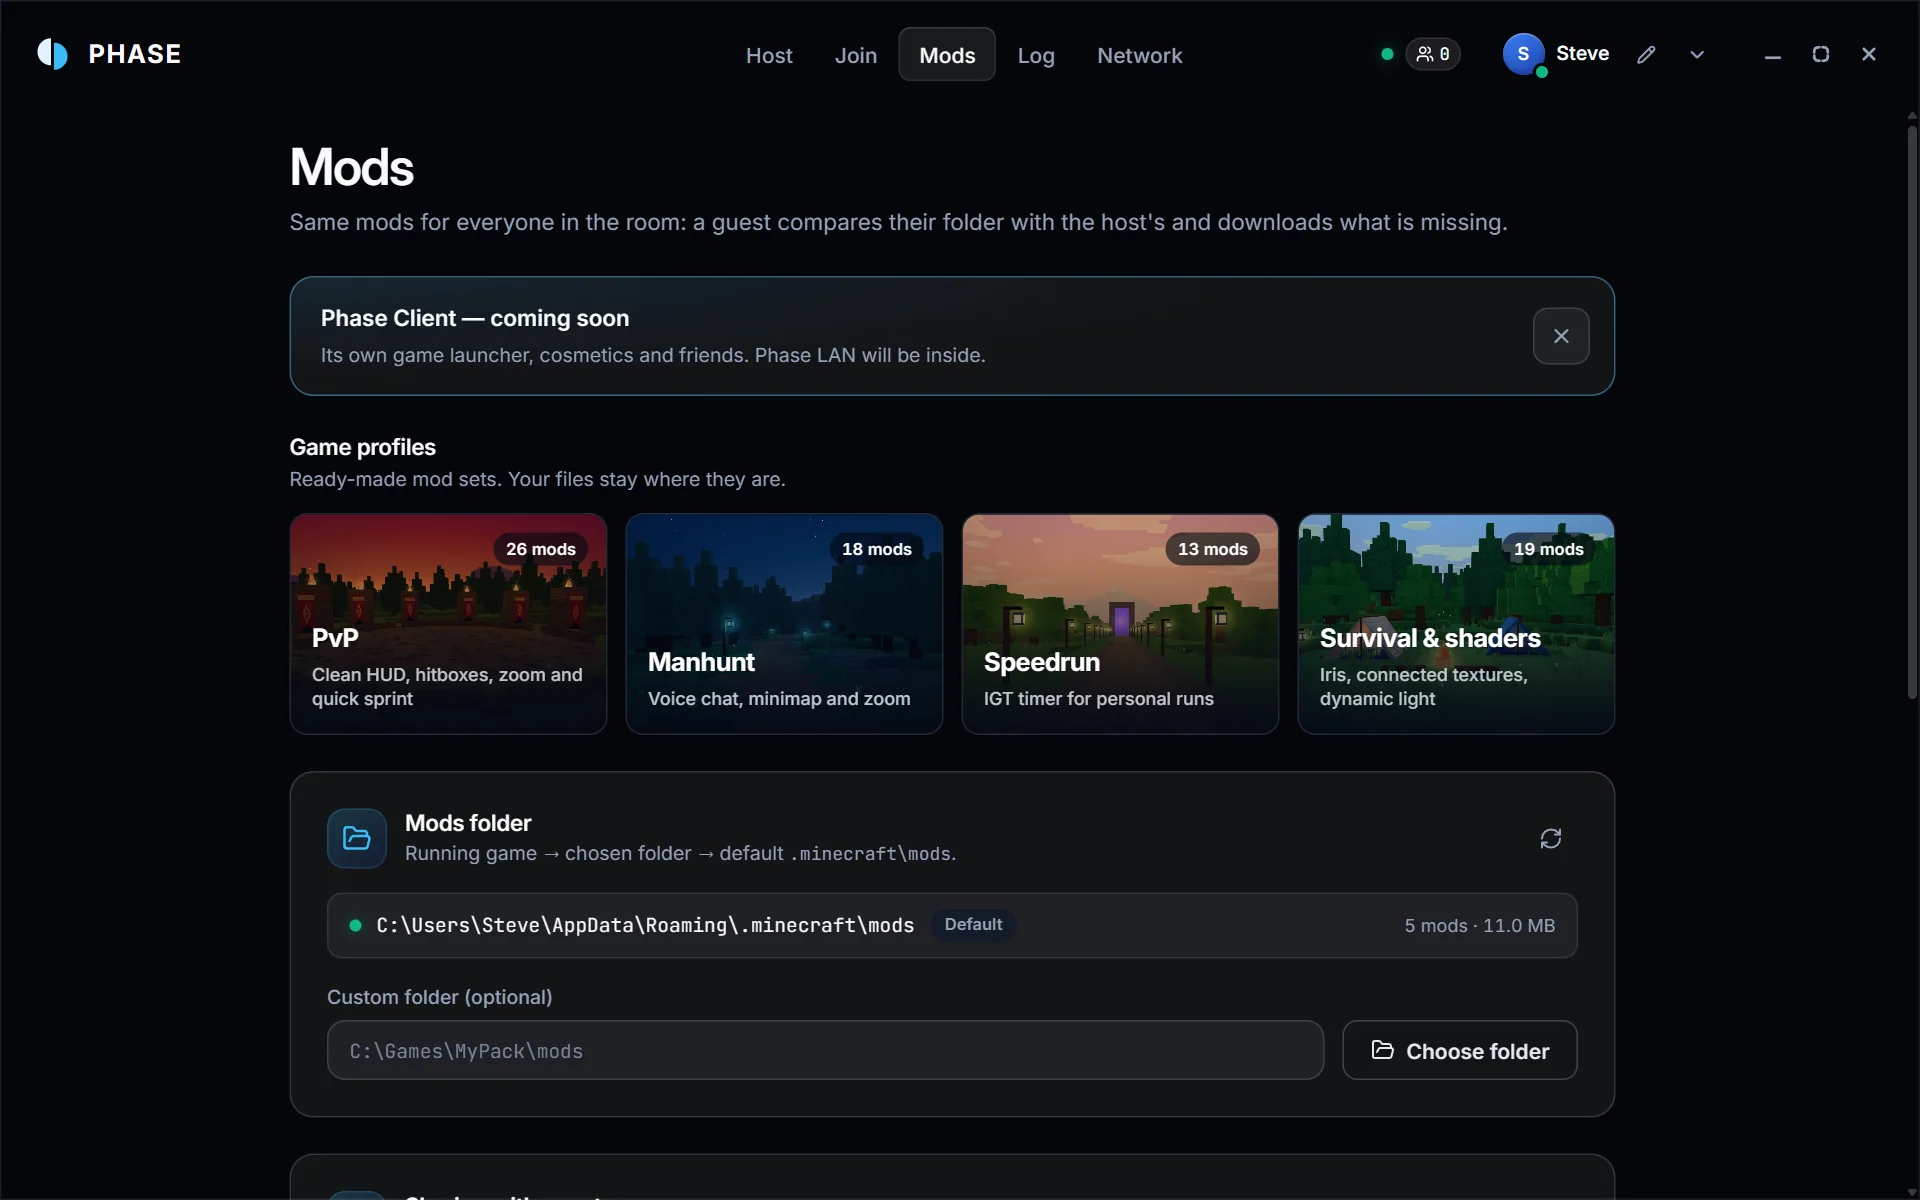 PHASE
Host
Join
Mods
Log
Network
0
S
Steve
Mods
Same mods for everyone in the room: a guest compares their folder with the host's and downloads what is missing.
Phase Client — coming soon
Its own game launcher, cosmetics and friends. Phase LAN will be inside.
Game profiles
Ready-made mod sets. Your files stay where they are.
26 mods
PvP
Clean HUD, hitboxes, zoom and
quick sprint
18 mods
Manhunt
Voice chat, minimap and zoom
13 mods
Speedrun
IGT timer for personal runs
19 mods
Survival & shaders
Iris, connected textures,
dynamic light
Mods folder
Running game → chosen folder → default .minecraft\mods.
C:\Users\Steve\AppData\Roaming\.minecraft\mods
Default
5 mods · 11.0 MB
Custom folder (optional)
C:\Games\MyPack\mods
Choose folder